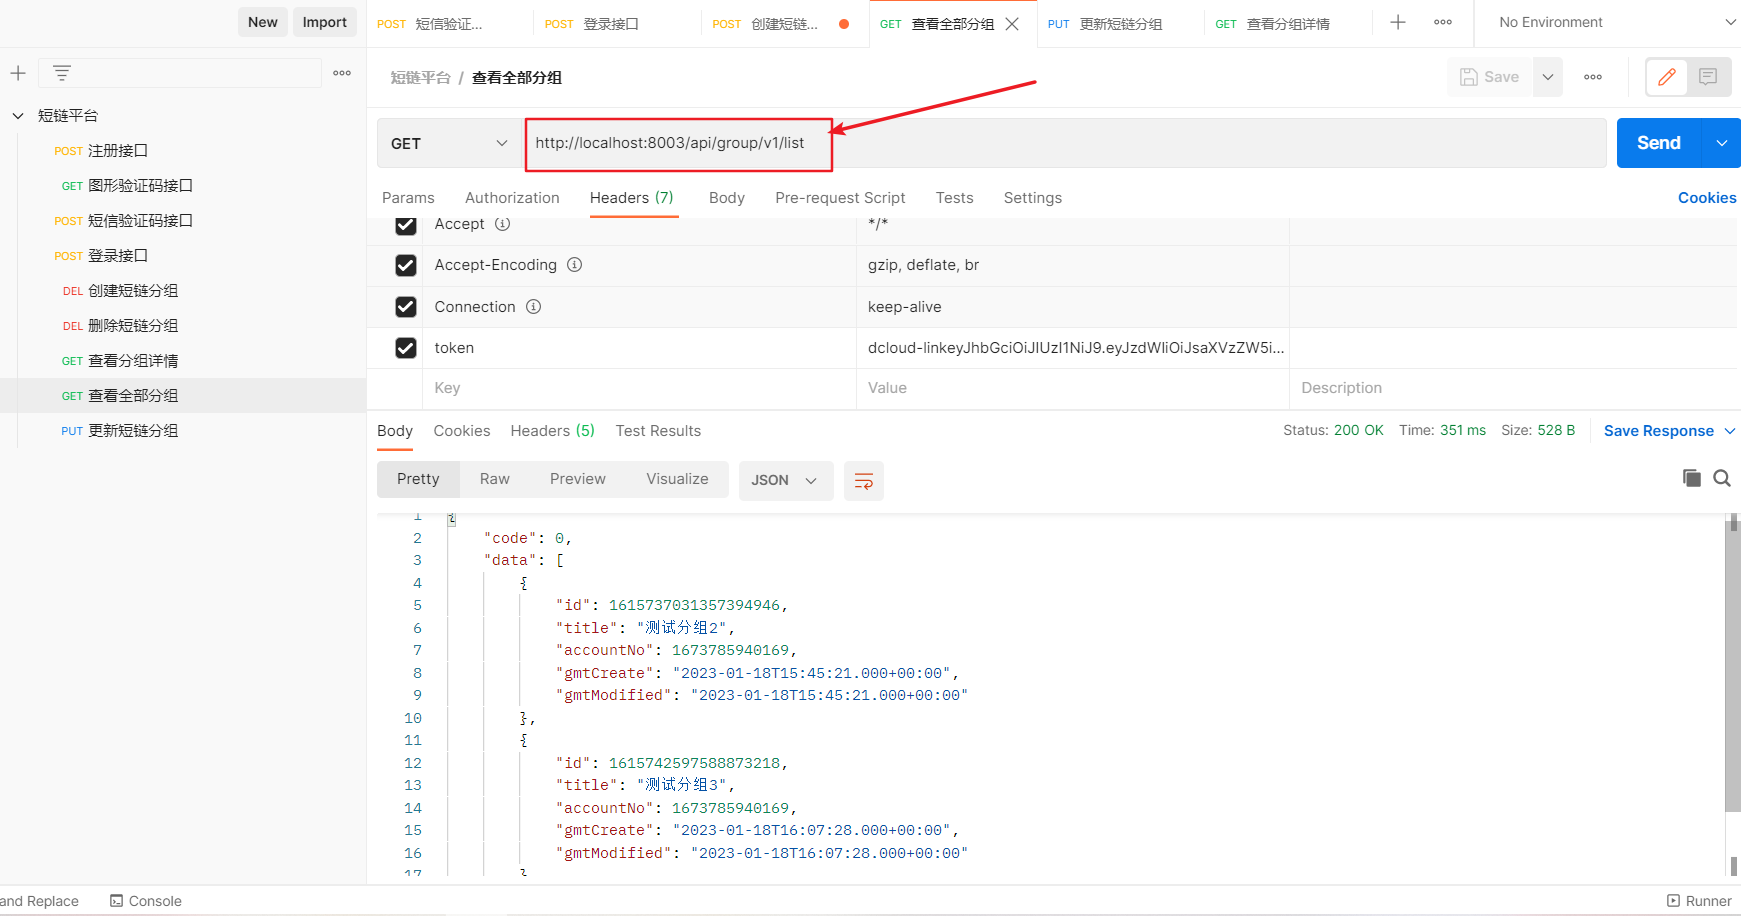 New
Import
POST 短信验证...
POST 登录接口
POST 创建短链...
GET 查看全部分组
PUT 更新短链分组
GET 查看分组详情
No Environment
短链平台
POST 注册接口
GET 图形验证码接口
POST 短信验证码接口
POST 登录接口
DEL 创建短链分组
DEL 删除短链分组
GET 查看分组详情
GET 查看全部分组
PUT 更新短链分组
短链平台 / 查看全部分组
Save
GET
http://localhost:8003/api/group/v1/list
Send
Params
Authorization
Headers (7)
Body
Pre-request Script
Tests
Settings
Cookies
Accept */*
Accept-Encoding gzip, deflate, br
Connection keep-alive
token dcloud-linkeyJhbGciOiJIUzI1NiJ9.eyJzdWIiOiJsaXVzZW5i...
Key Value Description
Body
Cookies
Headers (5)
Test Results
Status: 200 OK
Time: 351 ms
Size: 528 B
Save Response
Pretty
Raw
Preview
Visualize
JSON
1 {
2 "code": 0,
3 "data": [
4 {
5 "id": 1615737031357394946,
6 "title": "测试分组2",
7 "accountNo": 1673785940169,
8 "gmtCreate": "2023-01-18T15:45:21.000+00:00",
9 "gmtModified": "2023-01-18T15:45:21.000+00:00"
10 },
11 {
12 "id": 1615742597588873218,
13 "title": "测试分组3",
14 "accountNo": 1673785940169,
15 "gmtCreate": "2023-01-18T16:07:28.000+00:00",
16 "gmtModified": "2023-01-18T16:07:28.000+00:00"
17 }
and Replace
Console
Runner